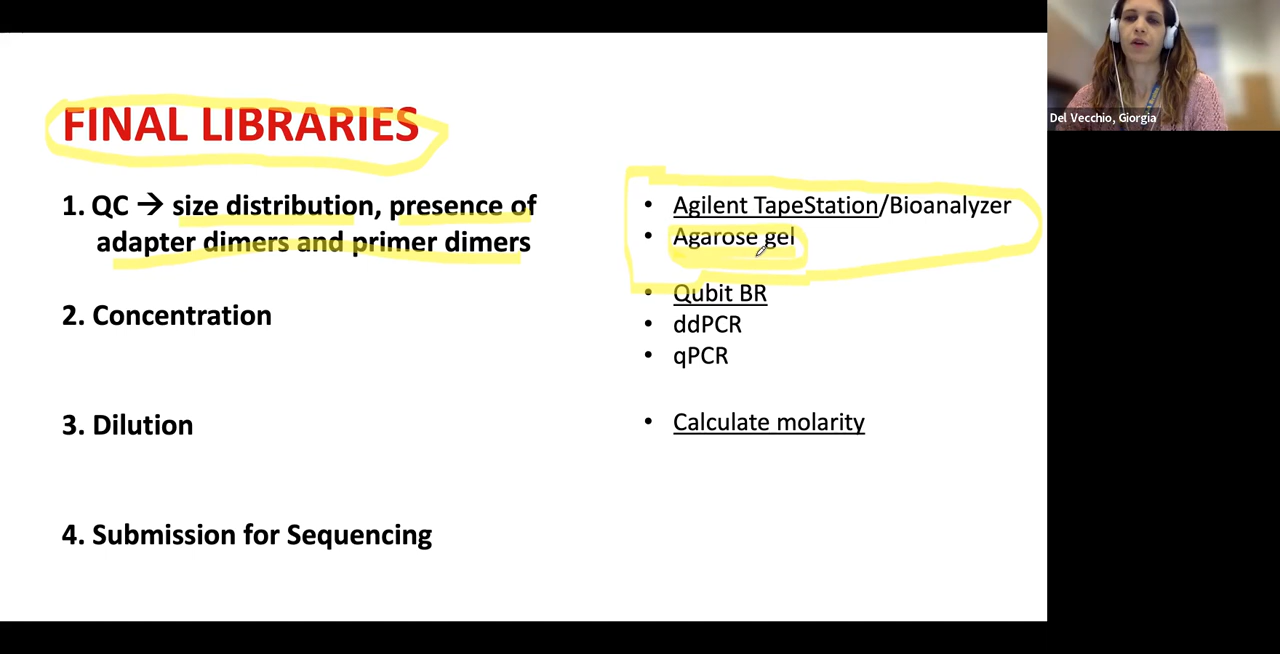 FINAL LIBRARIES
1. QC → size distribution, presence of
adapter dimers and primer dimers
2. Concentration
3. Dilution
4. Submission for Sequencing
• Agilent TapeStation/Bioanalyzer
• Agarose gel
• Qubit BR
• ddPCR
• qPCR
• Calculate molarity
Del Vecchio, Giorgia